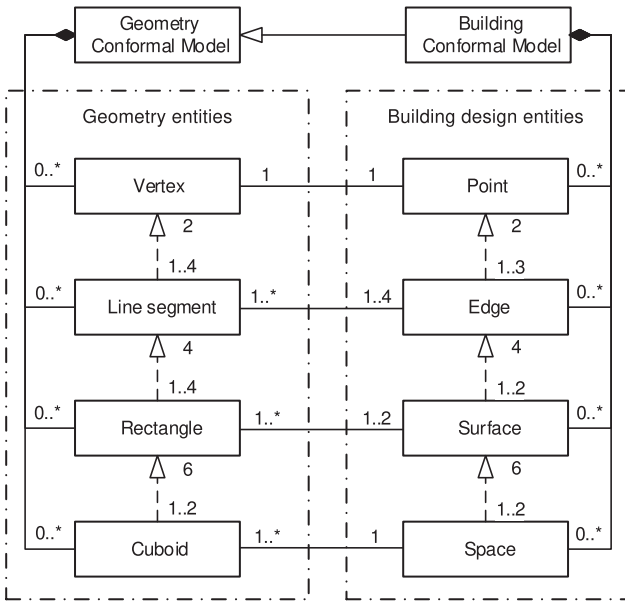 Geometry
Conformal Model
Building
Conformal Model
Geometry entities
Building design entities
0..*
Vertex
1
1
Point
0..*
2
2
1..4
1..3
0..*
Line segment
1..*
1..4
Edge
0..*
4
4
1..4
1..2
0..*
Rectangle
1..*
1..2
Surface
0..*
6
6
1..2
1..2
0..*
Cuboid
1..*
1
Space
0..*